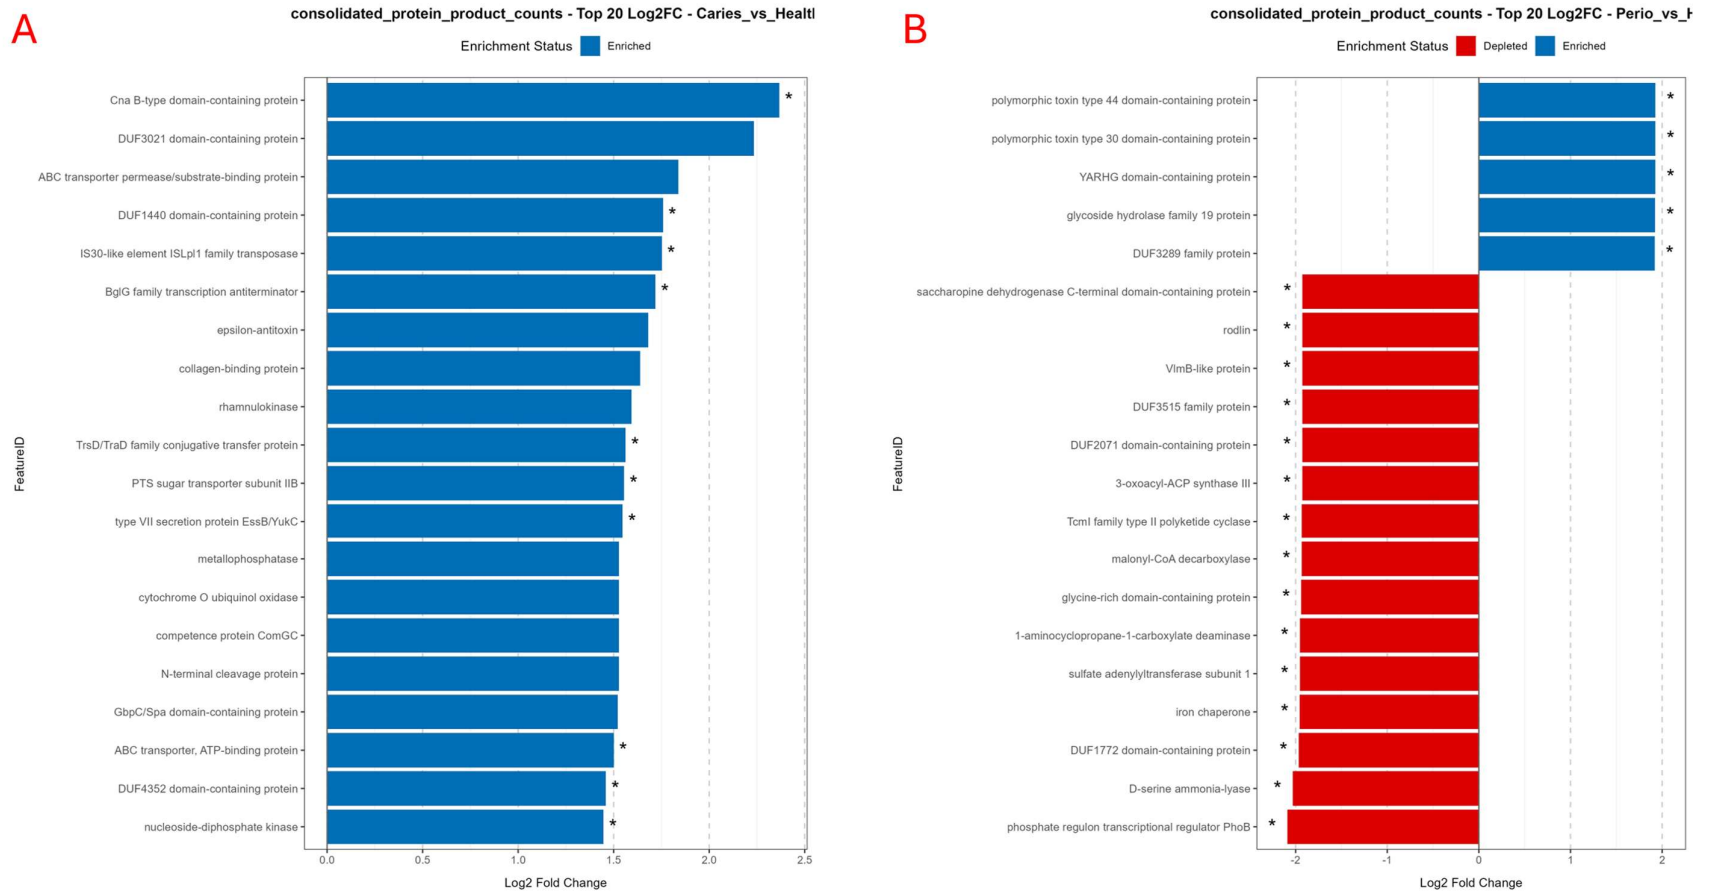 A
consolidated_protein_product_counts - Top 20 Log2FC - Caries_vs_Healt
Enrichment Status Enriched
Cna B-type domain-containing protein *
DUF3021 domain-containing protein
ABC transporter permease/substrate-binding protein
DUF1440 domain-containing protein *
IS30-like element ISLpl1 family transposase *
BglG family transcription antiterminator *
epsilon-antitoxin
collagen-binding protein
rhamnulokinase
TrsD/TraD family conjugative transfer protein *
PTS sugar transporter subunit IIB *
type VII secretion protein EssB/YukC *
metallophosphatase
cytochrome O ubiquinol oxidase
competence protein ComGC
N-terminal cleavage protein
GbpC/Spa domain-containing protein
ABC transporter, ATP-binding protein *
DUF4352 domain-containing protein *
nucleoside-diphosphate kinase *
FeatureID
0.0 0.5 1.0 1.5 2.0 2.5
Log2 Fold Change
B
consolidated_protein_product_counts - Top 20 Log2FC - Perio_vs_H
Enrichment Status Depleted Enriched
polymorphic toxin type 44 domain-containing protein *
polymorphic toxin type 30 domain-containing protein *
YARHG domain-containing protein *
glycoside hydrolase family 19 protein *
DUF3289 family protein *
saccharopine dehydrogenase C-terminal domain-containing protein *
rodlin *
VlmB-like protein *
DUF3515 family protein *
DUF2071 domain-containing protein *
3-oxoacyl-ACP synthase III *
TcmI family type II polyketide cyclase *
malonyl-CoA decarboxylase *
glycine-rich domain-containing protein *
1-aminocyclopropane-1-carboxylate deaminase *
sulfate adenylyltransferase subunit 1 *
iron chaperone *
DUF1772 domain-containing protein *
D-serine ammonia-lyase *
phosphate regulon transcriptional regulator PhoB *
FeatureID
-2 -1 0 1 2
Log2 Fold Change